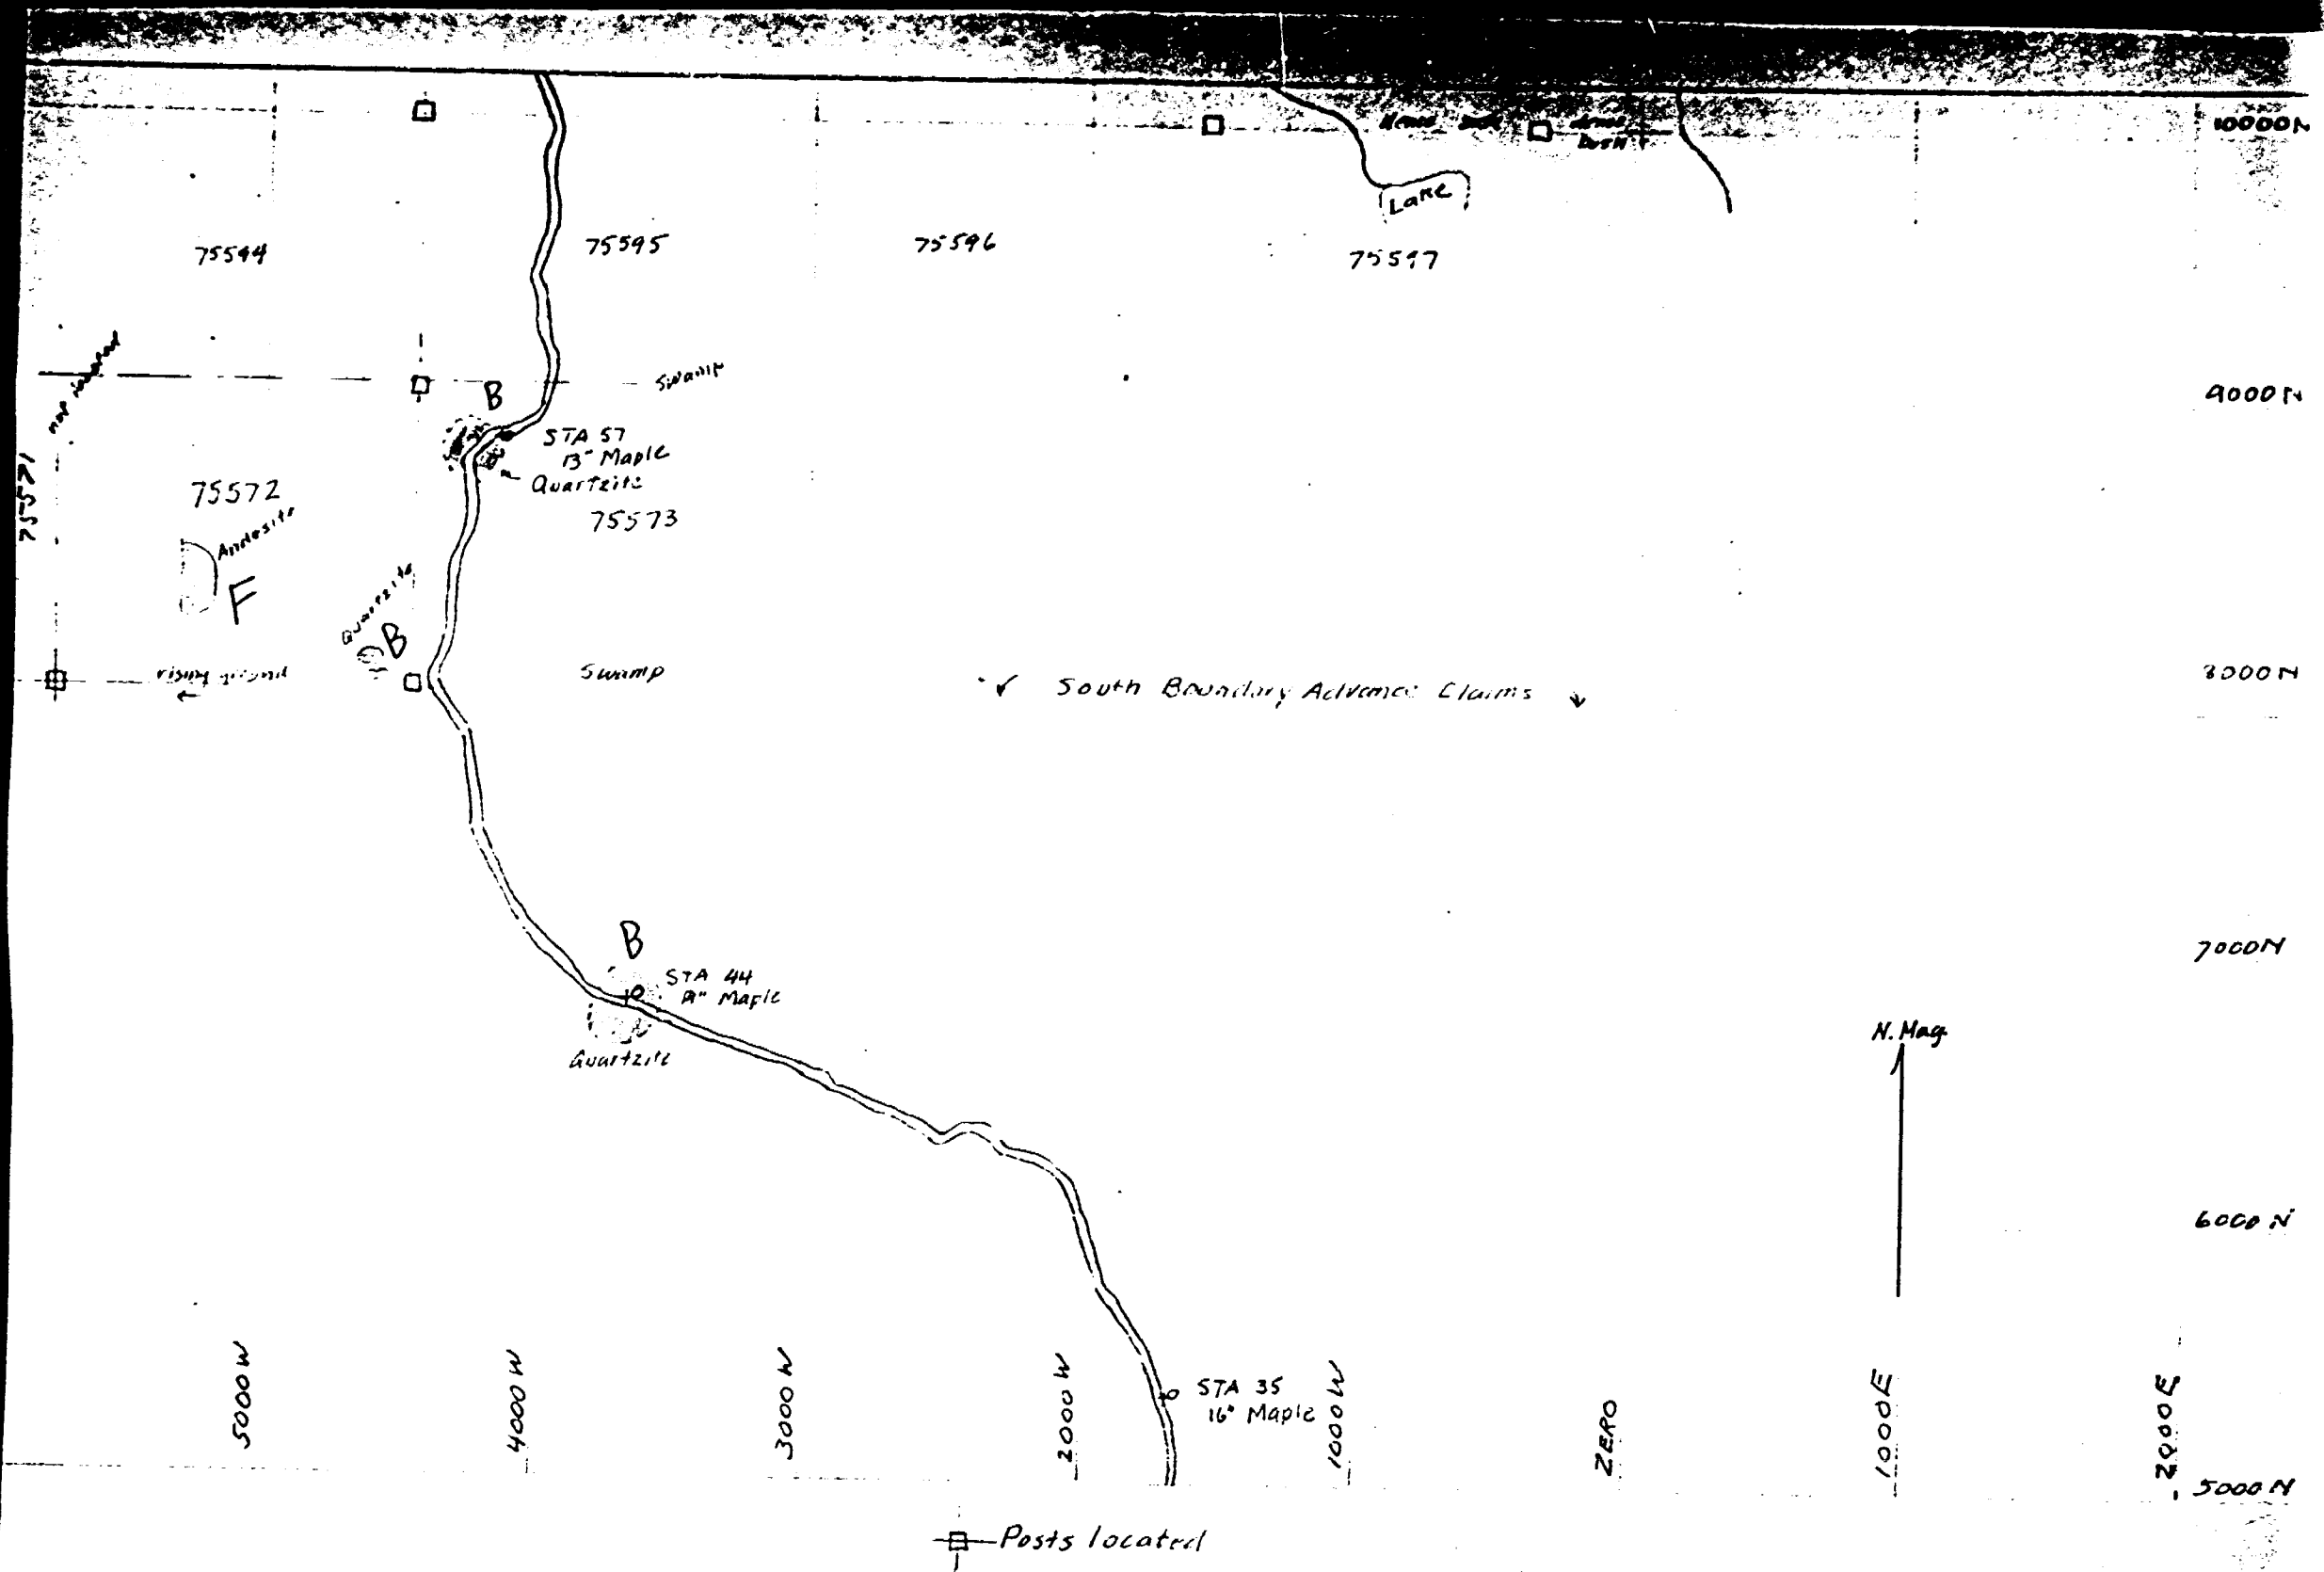 10000N
Lake
75594
75595
75596
75597
Swamp
9000N
B
STA 57
13" Maple
Quartzite
75571
75572
75573
Andesite
F
Quartzite
B
rising ground
Swamp
South Boundary Advance Claims
8000N
7000N
B
STA 44
Maple
Quartzite
N. Mag
6000N
5000W
4000W
3000W
2000W
1000W
ZERO
1000E
2000E
STA 35
16" Maple
5000N
Posts located